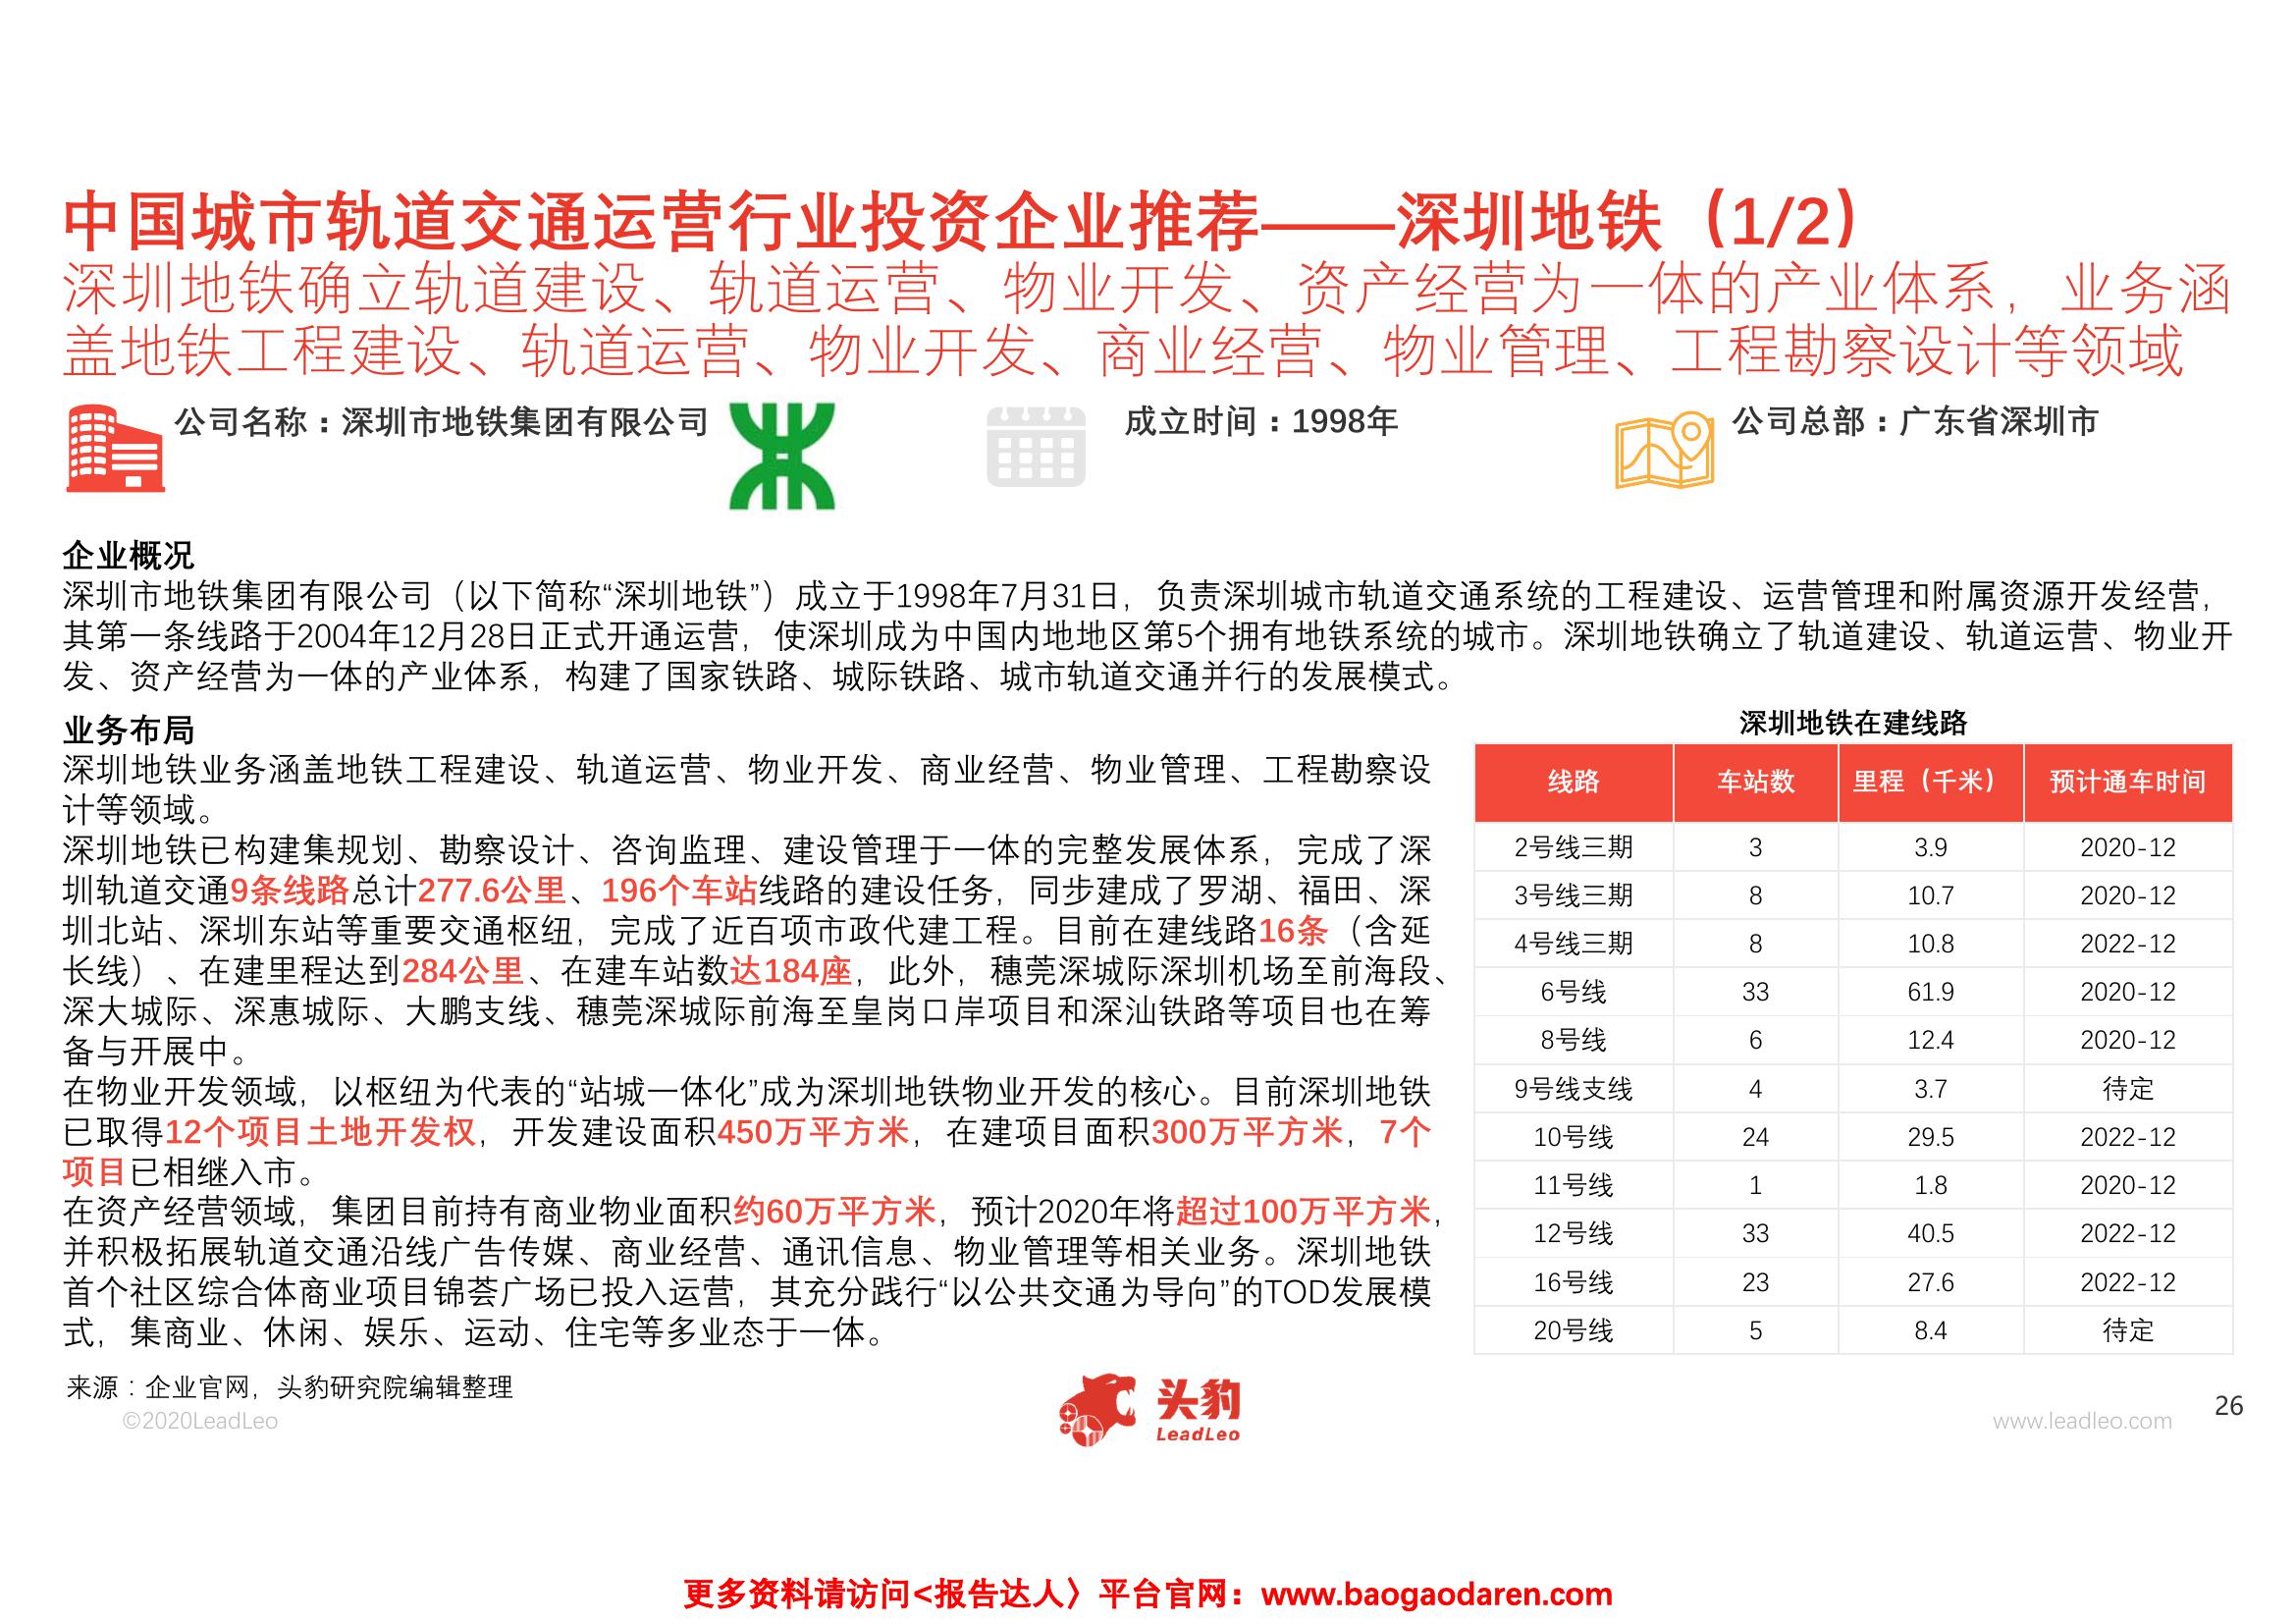 中国城市轨道交通运营行业投资企业推荐——深圳地铁（1/2）
深圳地铁确立轨道建设、轨道运营、物业开发、资产经营为一体的产业体系，业务涵
盖地铁工程建设、轨道运营、物业开发、商业经营、物业管理、工程勘察设计等领域
公司名称：深圳市地铁集团有限公司
成立时间：1998年
公司总部：广东省深圳市
企业概况
深圳市地铁集团有限公司（以下简称“深圳地铁”）成立于1998年7月31日，负责深圳城市轨道交通系统的工程建设、运营管理和附属资源开发经营，
其第一条线路于2004年12月28日正式开通运营，使深圳成为中国内地地区第5个拥有地铁系统的城市。深圳地铁确立了轨道建设、轨道运营、物业开
发、资产经营为一体的产业体系，构建了国家铁路、城际铁路、城市轨道交通并行的发展模式。
业务布局
深圳地铁业务涵盖地铁工程建设、轨道运营、物业开发、商业经营、物业管理、工程勘察设
计等领域。
深圳地铁已构建集规划、勘察设计、咨询监理、建设管理于一体的完整发展体系，完成了深
圳轨道交通9条线路总计277.6公里、196个车站线路的建设任务，同步建成了罗湖、福田、深
圳北站、深圳东站等重要交通枢纽，完成了近百项市政代建工程。目前在建线路16条（含延
长线）、在建里程达到284公里、在建车站数达184座，此外，穗莞深城际深圳机场至前海段、
深大城际、深惠城际、大鹏支线、穗莞深城际前海至皇岗口岸项目和深汕铁路等项目也在筹
备与开展中。
在物业开发领域，以枢纽为代表的“站城一体化”成为深圳地铁物业开发的核心。目前深圳地铁
已取得12个项目土地开发权，开发建设面积450万平方米，在建项目面积300万平方米，7个
项目已相继入市。
在资产经营领域，集团目前持有商业物业面积约60万平方米，预计2020年将超过100万平方米，
并积极拓展轨道交通沿线广告传媒、商业经营、通讯信息、物业管理等相关业务。深圳地铁
首个社区综合体商业项目锦荟广场已投入运营，其充分践行“以公共交通为导向”的TOD发展模
式，集商业、休闲、娱乐、运动、住宅等多业态于一体。
深圳地铁在建线路
线路 车站数 里程（千米） 预计通车时间
2号线三期 3 3.9 2020-12
3号线三期 8 10.7 2020-12
4号线三期 8 10.8 2022-12
6号线 33 61.9 2020-12
8号线 6 12.4 2020-12
9号线支线 4 3.7 待定
10号线 24 29.5 2022-12
11号线 1 1.8 2020-12
12号线 33 40.5 2022-12
16号线 23 27.6 2022-12
20号线 5 8.4 待定
来源：企业官网，头豹研究院编辑整理
©2020LeadLeo
头豹
LeadLeo
www.leadleo.com
26
更多资料请访问<报告达人〉平台官网：www.baogaodaren.com